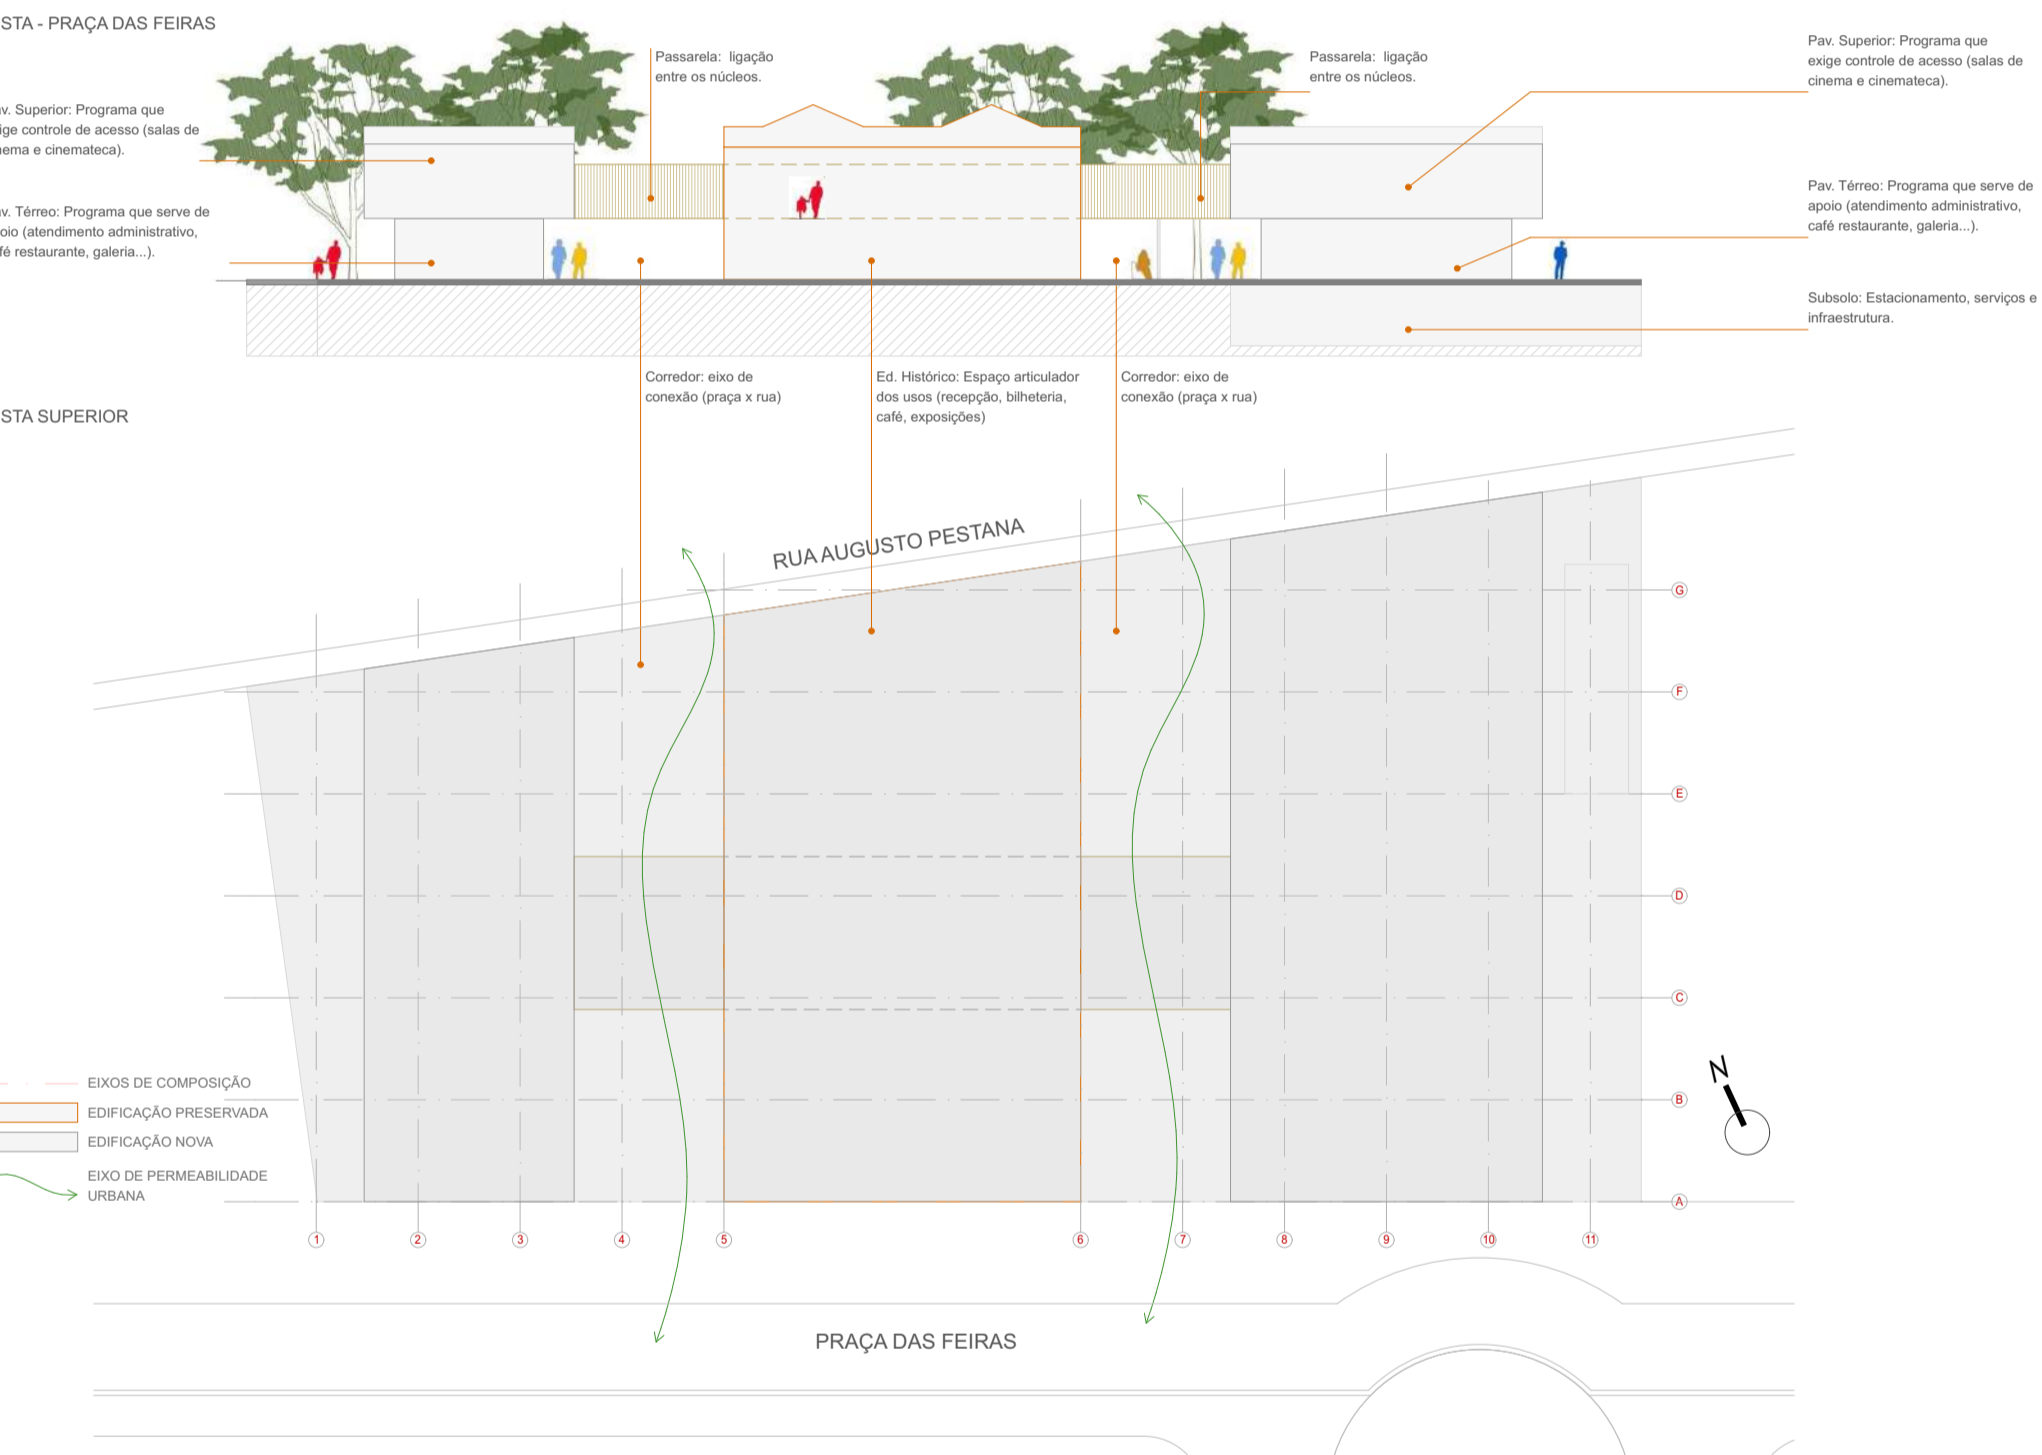 STA - PRAÇA DAS FEIRAS
Passarela: ligação
entre os núcleos.
Passarela: ligação
entre os núcleos.
Pav. Superior: Programa que
exige controle de acesso (salas de
cinema e cinemateca).
av. Superior: Programa que
ige controle de acesso (salas de
nema e cinemateca).
Pav. Térreo: Programa que serve de
apoio (atendimento administrativo,
café restaurante, galeria...).
av. Térreo: Programa que serve de
oio (atendimento administrativo,
fé restaurante, galeria...).
Subsolo: Estacionamento, serviços e
infraestrutura.
Corredor: eixo de
conexão (praça x rua)
Ed. Histórico: Espaço articulador
dos usos (recepção, bilheteria,
café, exposições)
Corredor: eixo de
conexão (praça x rua)
STA SUPERIOR
RUA AUGUSTO PESTANA
G
F
E
D
C
B
A
N
EIXOS DE COMPOSIÇÃO
EDIFICAÇÃO PRESERVADA
EDIFICAÇÃO NOVA
EIXO DE PERMEABILIDADE
URBANA
1 2 3 4 5 6 7 8 9 10 11
PRAÇA DAS FEIRAS